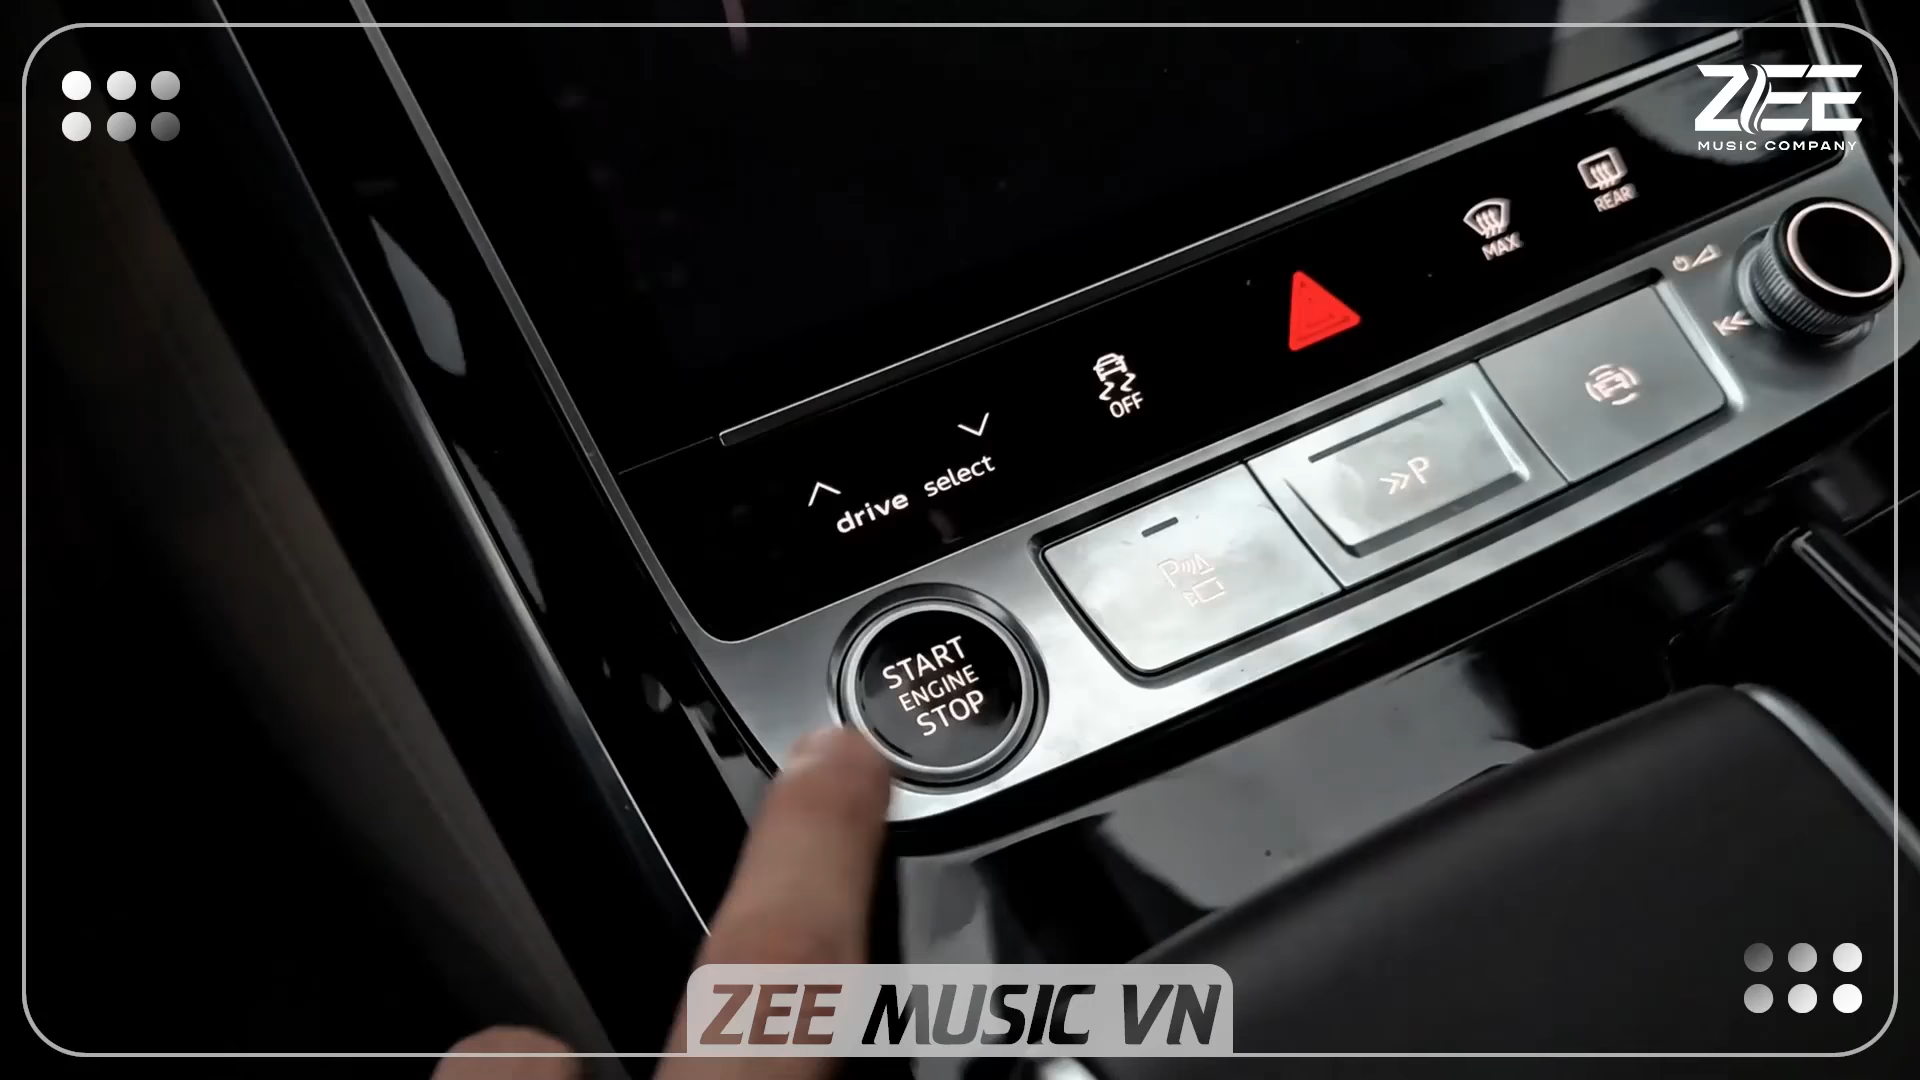 ZEE
MUSIC COMPANY
REAR
MAX
OFF
drive select
P
P
START
ENGINE
STOP
ZEE MUSIC VN